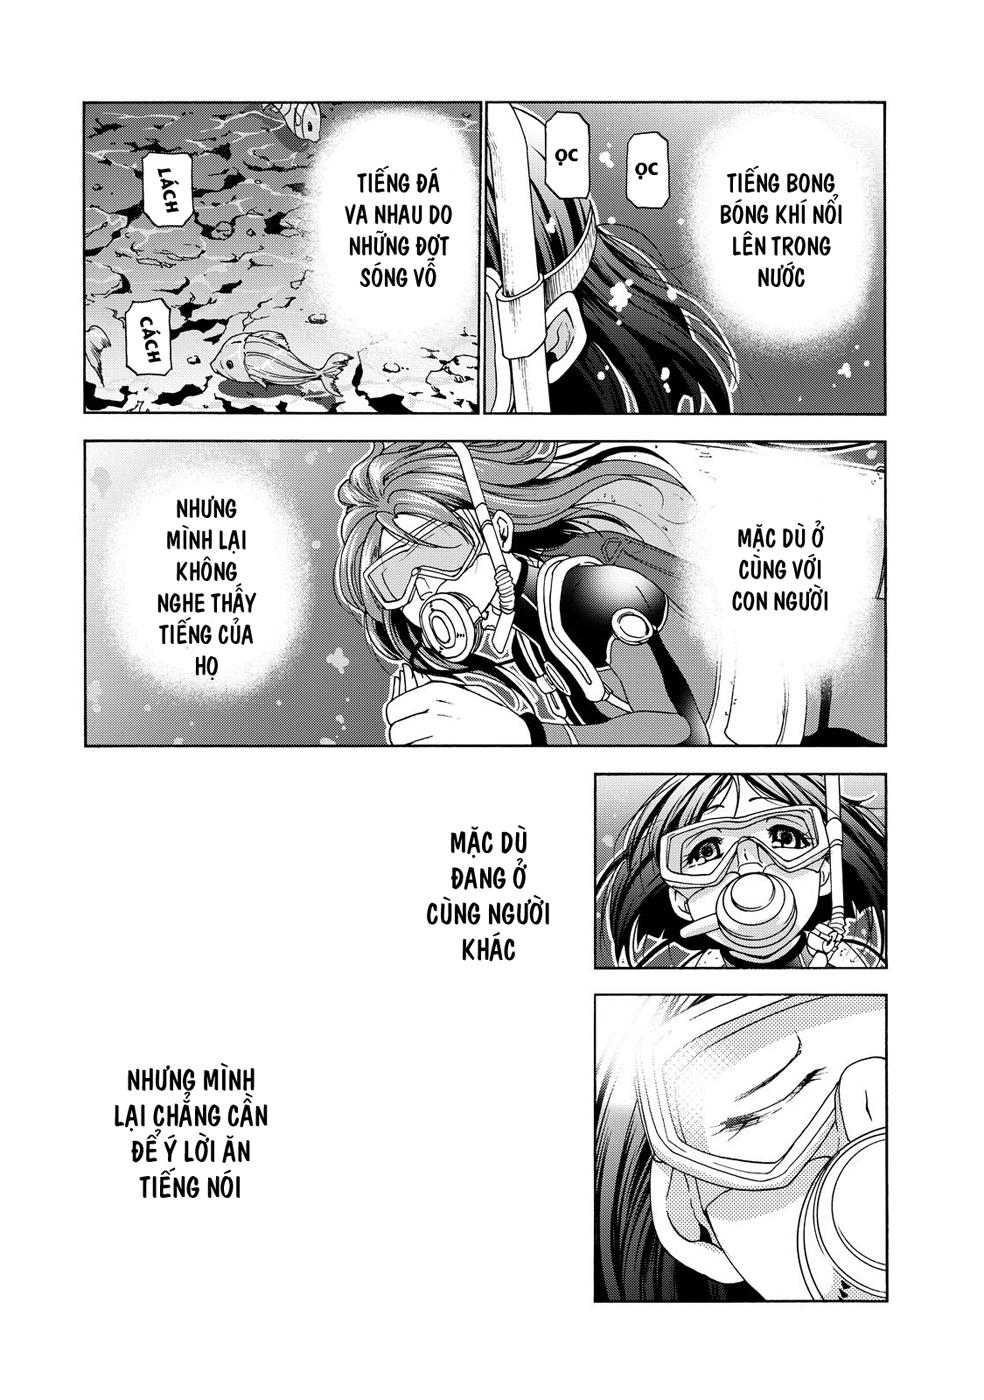 ỌC
ỌC
TIẾNG BONG
BÓNG KHÍ NỔI
LÊN TRONG
NƯỚC
TIẾNG ĐÁ
VA NHAU DO
NHỮNG ĐỢT
SÓNG VỖ
LÁCH
CÁCH
MẶC DÙ Ở
CÙNG VỚI
CON NGƯỜI
NHƯNG
MÌNH LẠI
KHÔNG
NGHE THẤY
TIẾNG CỦA
HỌ
MẶC DÙ
ĐANG Ở
CÙNG NGƯỜI
KHÁC
NHƯNG MÌNH
LẠI CHẲNG CẦN
ĐỂ Ý LỜI ĂN
TIẾNG NÓI